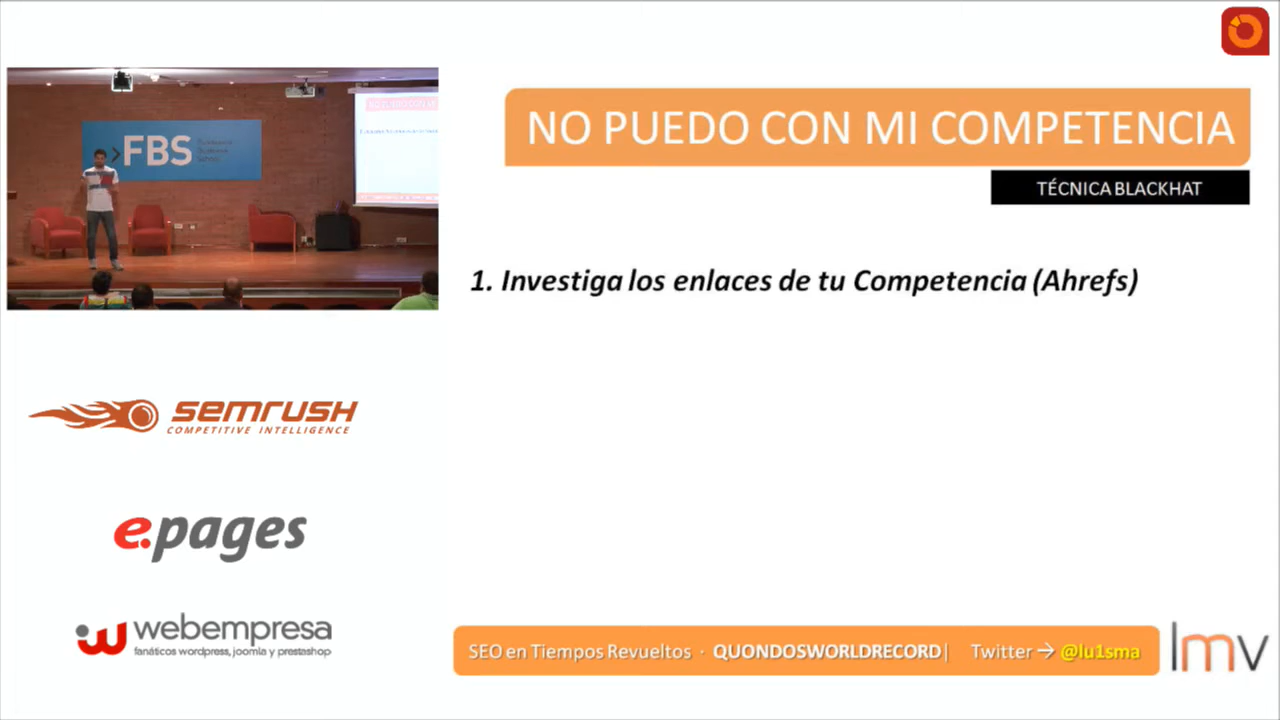 NO PUEDO CON MI COMPETENCIA
TÉCNICA BLACKHAT
FBS
1. Investiga los enlaces de tu Competencia (Ahrefs)
semrush
COMPETITIVE INTELLIGENCE
e.pages
webempresa
fanáticos wordpress, joomla y prestashop
SEO en Tiempos Revueltos · QUONDOSWORLDRECORD| Twitter → @lu1sma
lmv